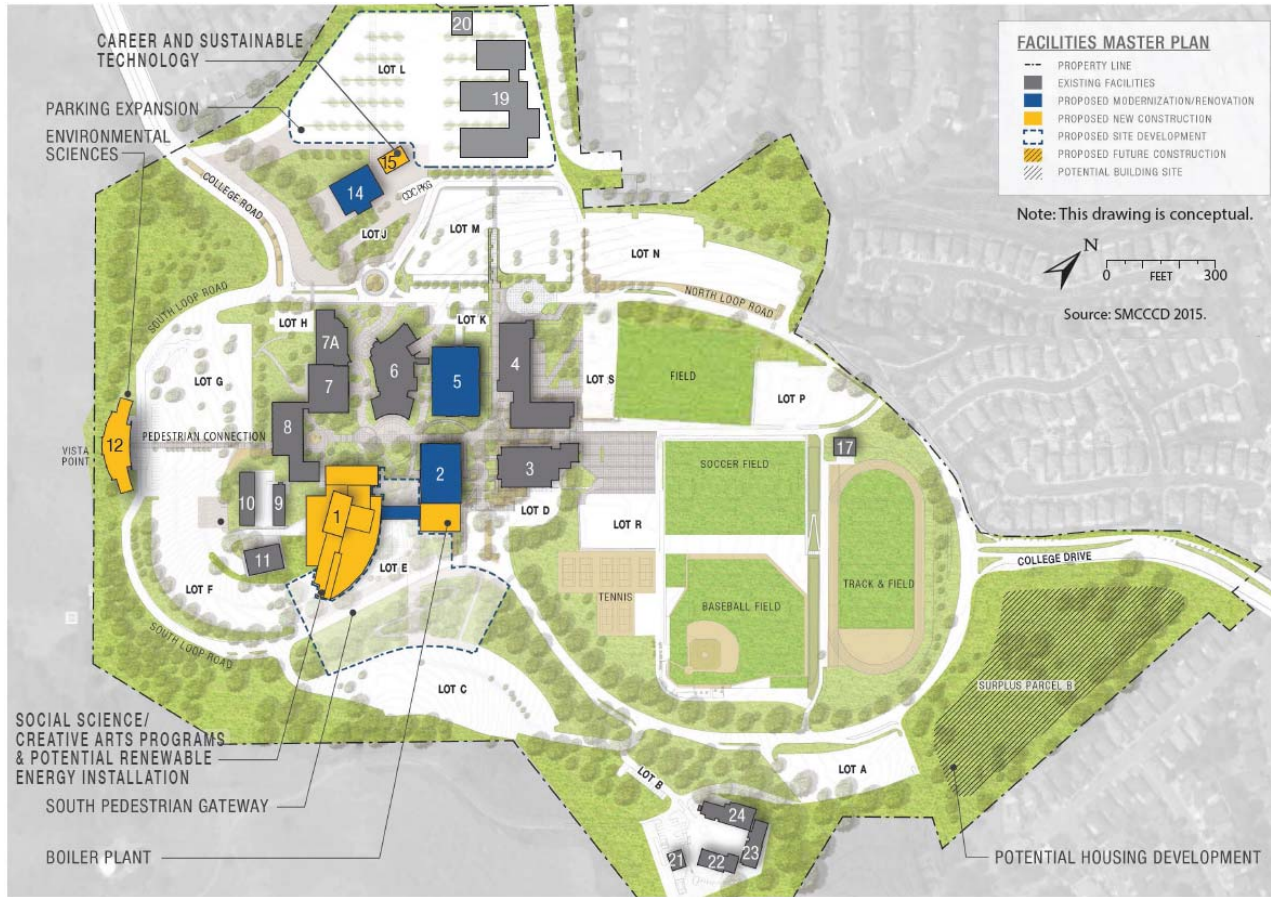 CAREER AND SUSTAINABLE
TECHNOLOGY
PARKING EXPANSION
ENVIRONMENTAL
SCIENCES
FACILITIES MASTER PLAN
PROPERTY LINE
EXISTING FACILITIES
PROPOSED MODERNIZATION/RENOVATION
PROPOSED NEW CONSTRUCTION
PROPOSED SITE DEVELOPMENT
PROPOSED FUTURE CONSTRUCTION
POTENTIAL BUILDING SITE
Note: This drawing is conceptual.
N
0 300
FEET
Source: SMCCCD 2015.
20
LOT L
19
15
14
CDC PKG
COLLEGE ROAD
LOT J
LOT M
LOT N
SOUTH LOOP ROAD
NORTH LOOP ROAD
LOT H
LOT K
7A
6
5
4
7
LOT G
LOT S
FIELD
LOT P
8
12
VISTA
POINT
PEDESTRIAN CONNECTION
2
3
17
SOCCER FIELD
10
9
1
LOT D
LOT R
11
LOT E
LOT F
COLLEGE DRIVE
TENNIS
BASEBALL FIELD
TRACK & FIELD
SOUTH LOOP ROAD
LOT C
SURPLUS PARCEL B
SOCIAL SCIENCE/
CREATIVE ARTS PROGRAMS
& POTENTIAL RENEWABLE
ENERGY INSTALLATION
SOUTH PEDESTRIAN GATEWAY
BOILER PLANT
LOT B
LOT A
24
23
22
21
POTENTIAL HOUSING DEVELOPMENT